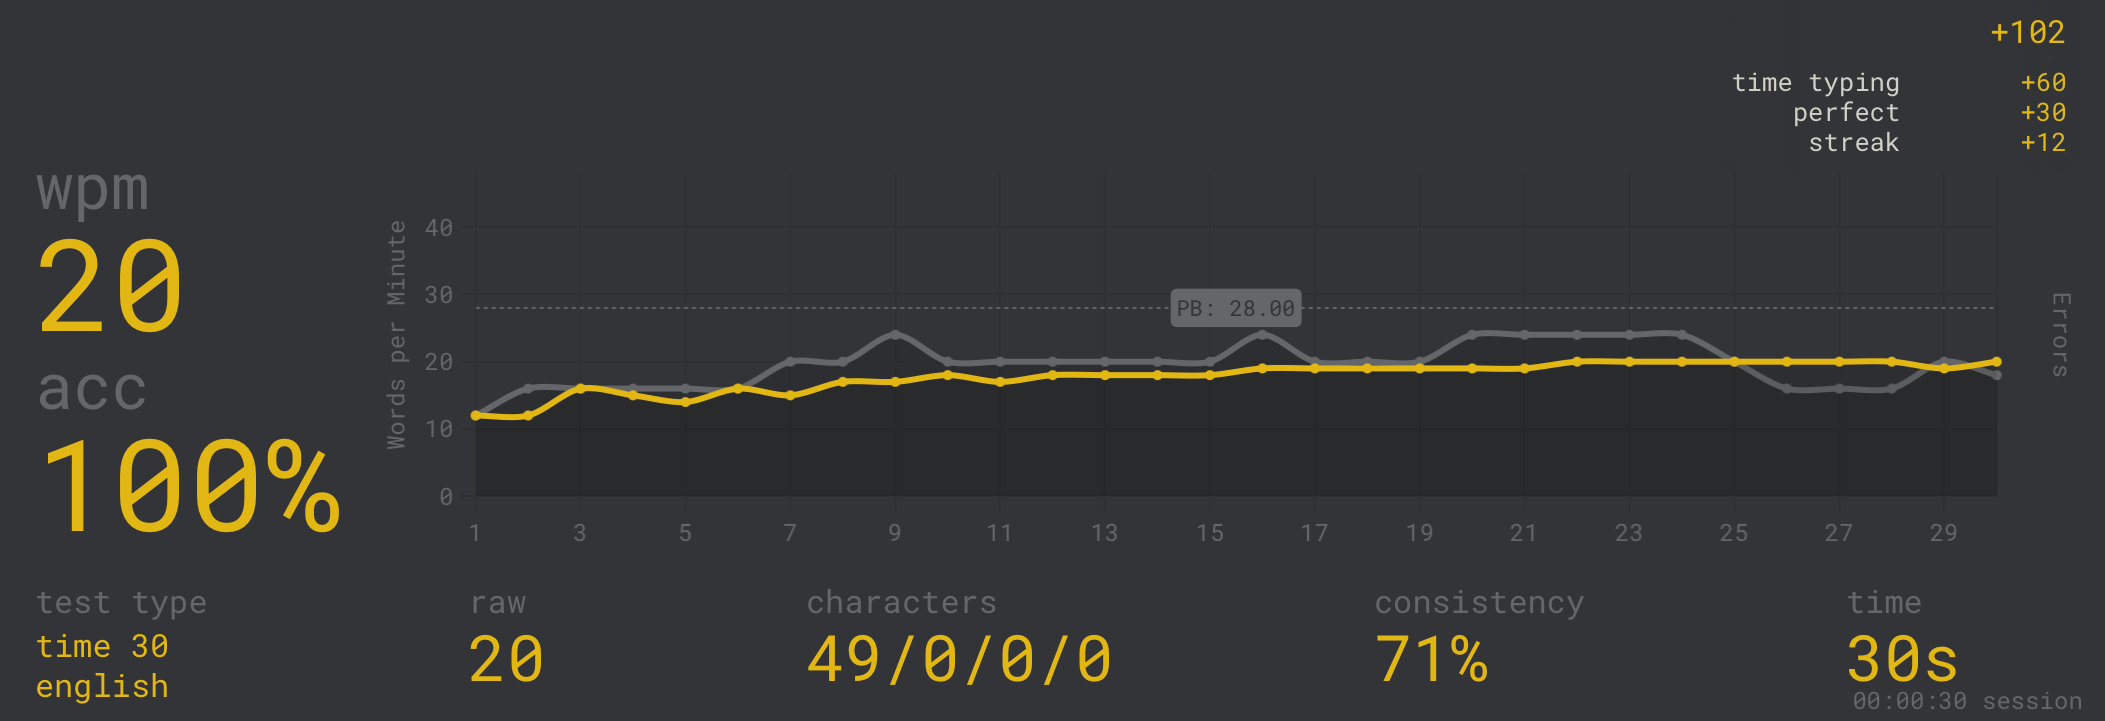 +102
time typing +60
perfect +30
streak +12
wpm
20
acc
100%
Words per Minute
40
30
20
10
0
PB: 28.00
Errors
1 3 5 7 9 11 13 15 17 19 21 23 25 27 29
test type
time 30
english
raw
20
characters
49/0/0/0
consistency
71%
time
30s
00:00:30 session